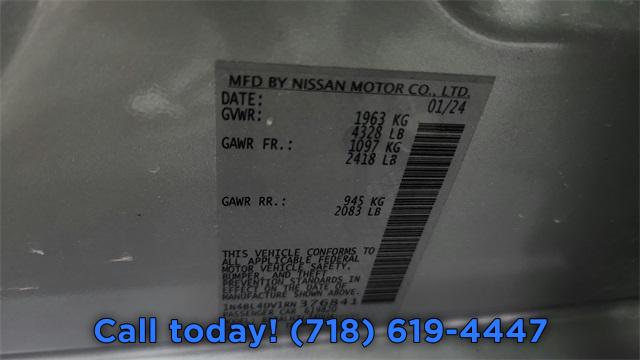 MFD BY NISSAN MOTOR CO., LTD.
DATE: 01/24
GVWR: 1963 KG
4328 LB
GAWR FR.: 1097 KG
2418 LB
GAWR RR.: 945 KG
2083 LB
THIS VEHICLE CONFORMS TO
ALL APPLICABLE FEDERAL
MOTOR VEHICLE SAFETY,
BUMPER, AND THEFT
PREVENTION STANDARDS IN
EFFECT ON THE DATE OF
MANUFACTURE SHOWN ABOVE.
1N4BL4DV1RN376841
PASSENGER CAR
Call today! (718) 619-4447